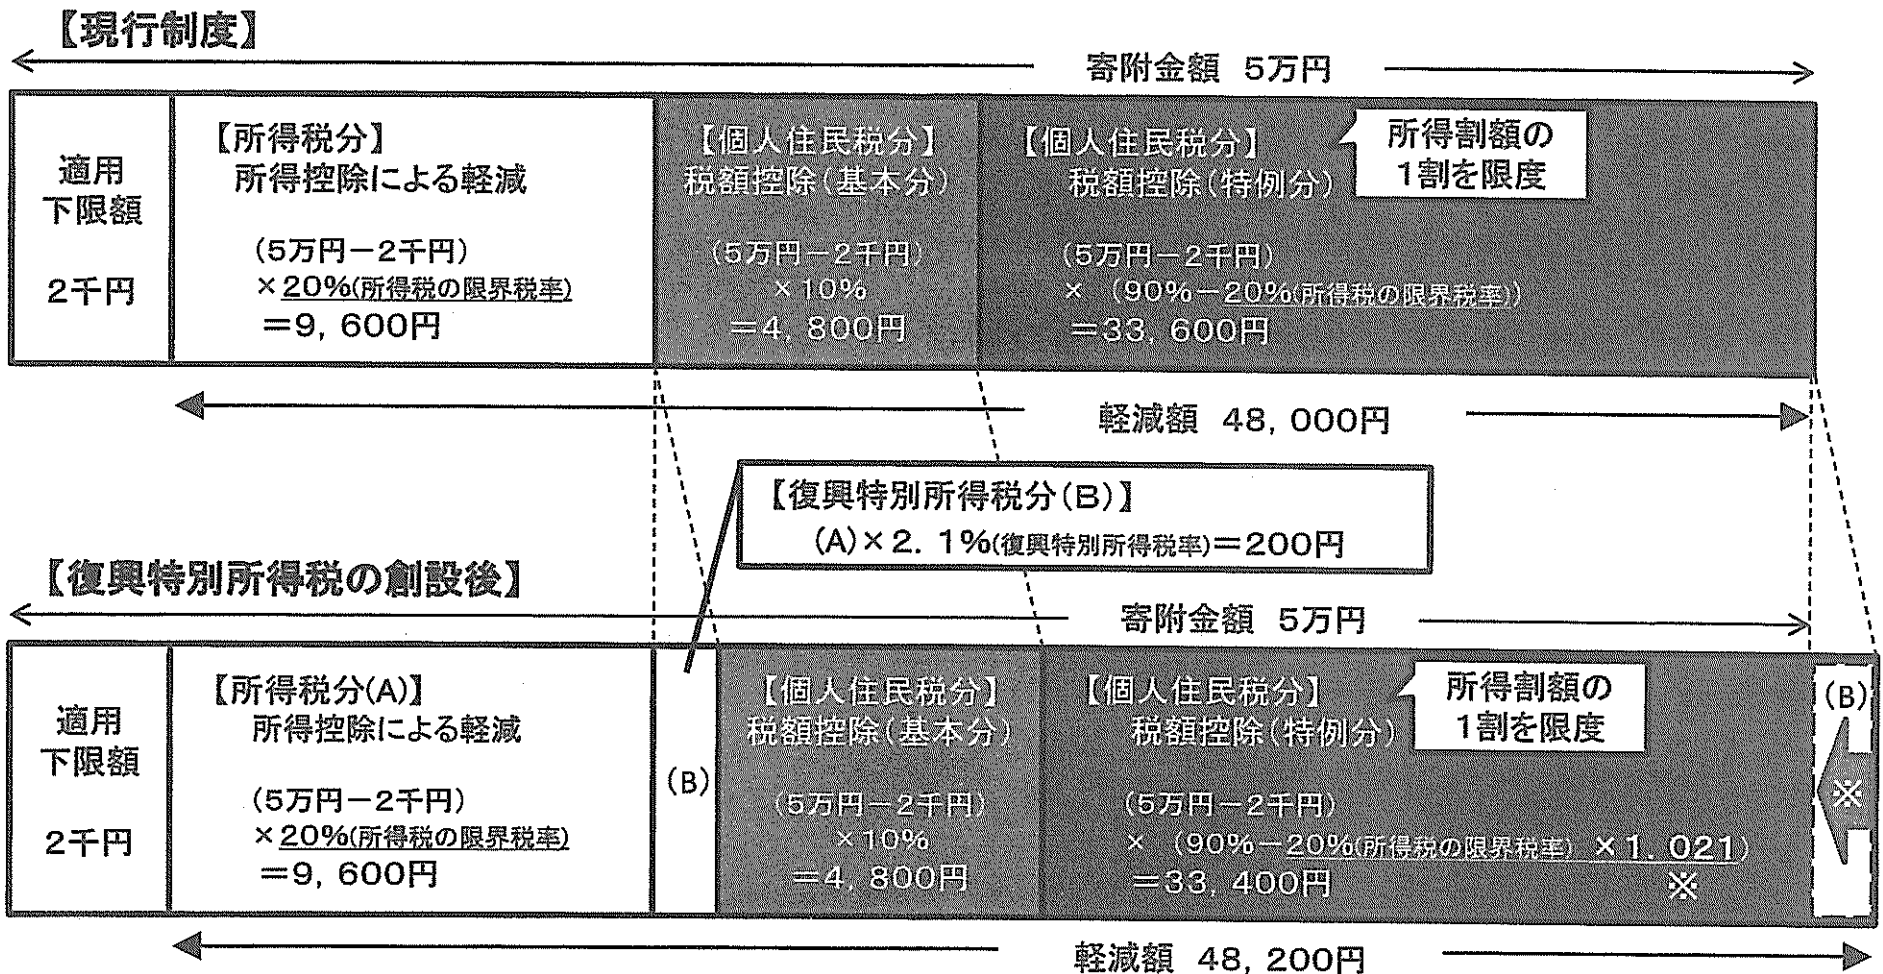 【現行制度】
寄附金額 5万円
適用
下限額
2千円
【所得税分】
所得控除による軽減
(5万円－2千円)
×20%(所得税の限界税率)
＝9，600円
【個人住民税分】
税額控除(基本分)
(5万円－2千円)
×10%
＝4，800円
【個人住民税分】
税額控除(特例分)
(5万円－2千円)
× (90%－20%(所得税の限界税率))
＝33，600円
所得割額の
1割を限度
軽減額 48，000円
【復興特別所得税分(B)】
(A)×2．1%(復興特別所得税率)＝200円
【復興特別所得税の創設後】
寄附金額 5万円
適用
下限額
2千円
【所得税分(A)】
所得控除による軽減
(5万円－2千円)
×20%(所得税の限界税率)
＝9，600円
(B)
【個人住民税分】
税額控除(基本分)
(5万円－2千円)
×10%
＝4，800円
【個人住民税分】
税額控除(特例分)
(5万円－2千円)
× (90%－20%(所得税の限界税率) ×1．021)
＝33，400円
※
所得割額の
1割を限度
(B)
※
軽減額 48，200円